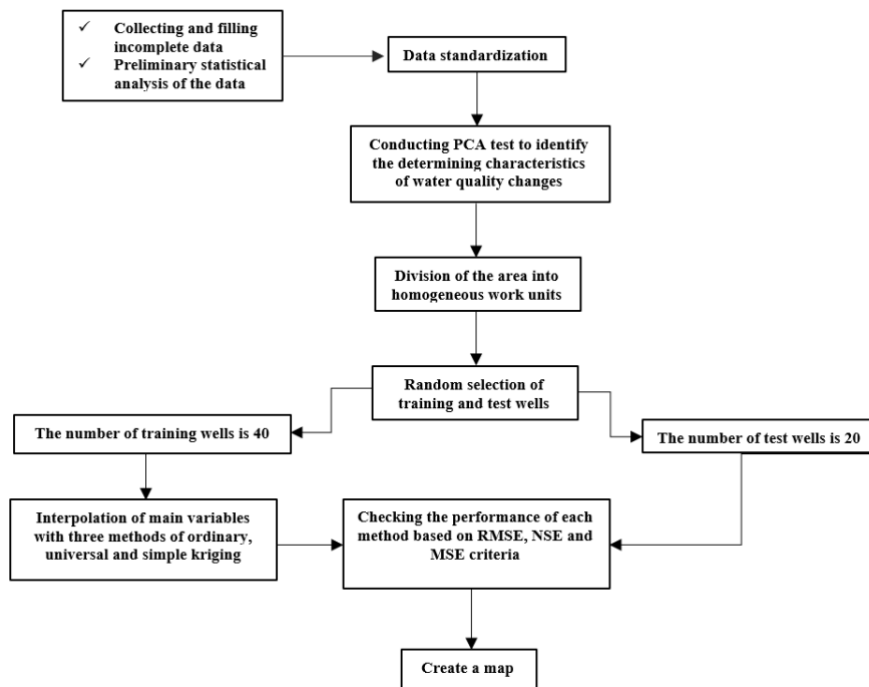 ✓ Collecting and filling
incomplete data
✓ Preliminary statistical
analysis of the data
Data standardization
Conducting PCA test to identify
the determining characteristics
of water quality changes
Division of the area into
homogeneous work units
Random selection of
training and test wells
The number of training wells is 40
The number of test wells is 20
Interpolation of main variables
with three methods of ordinary,
universal and simple kriging
Checking the performance of each
method based on RMSE, NSE and
MSE criteria
Create a map